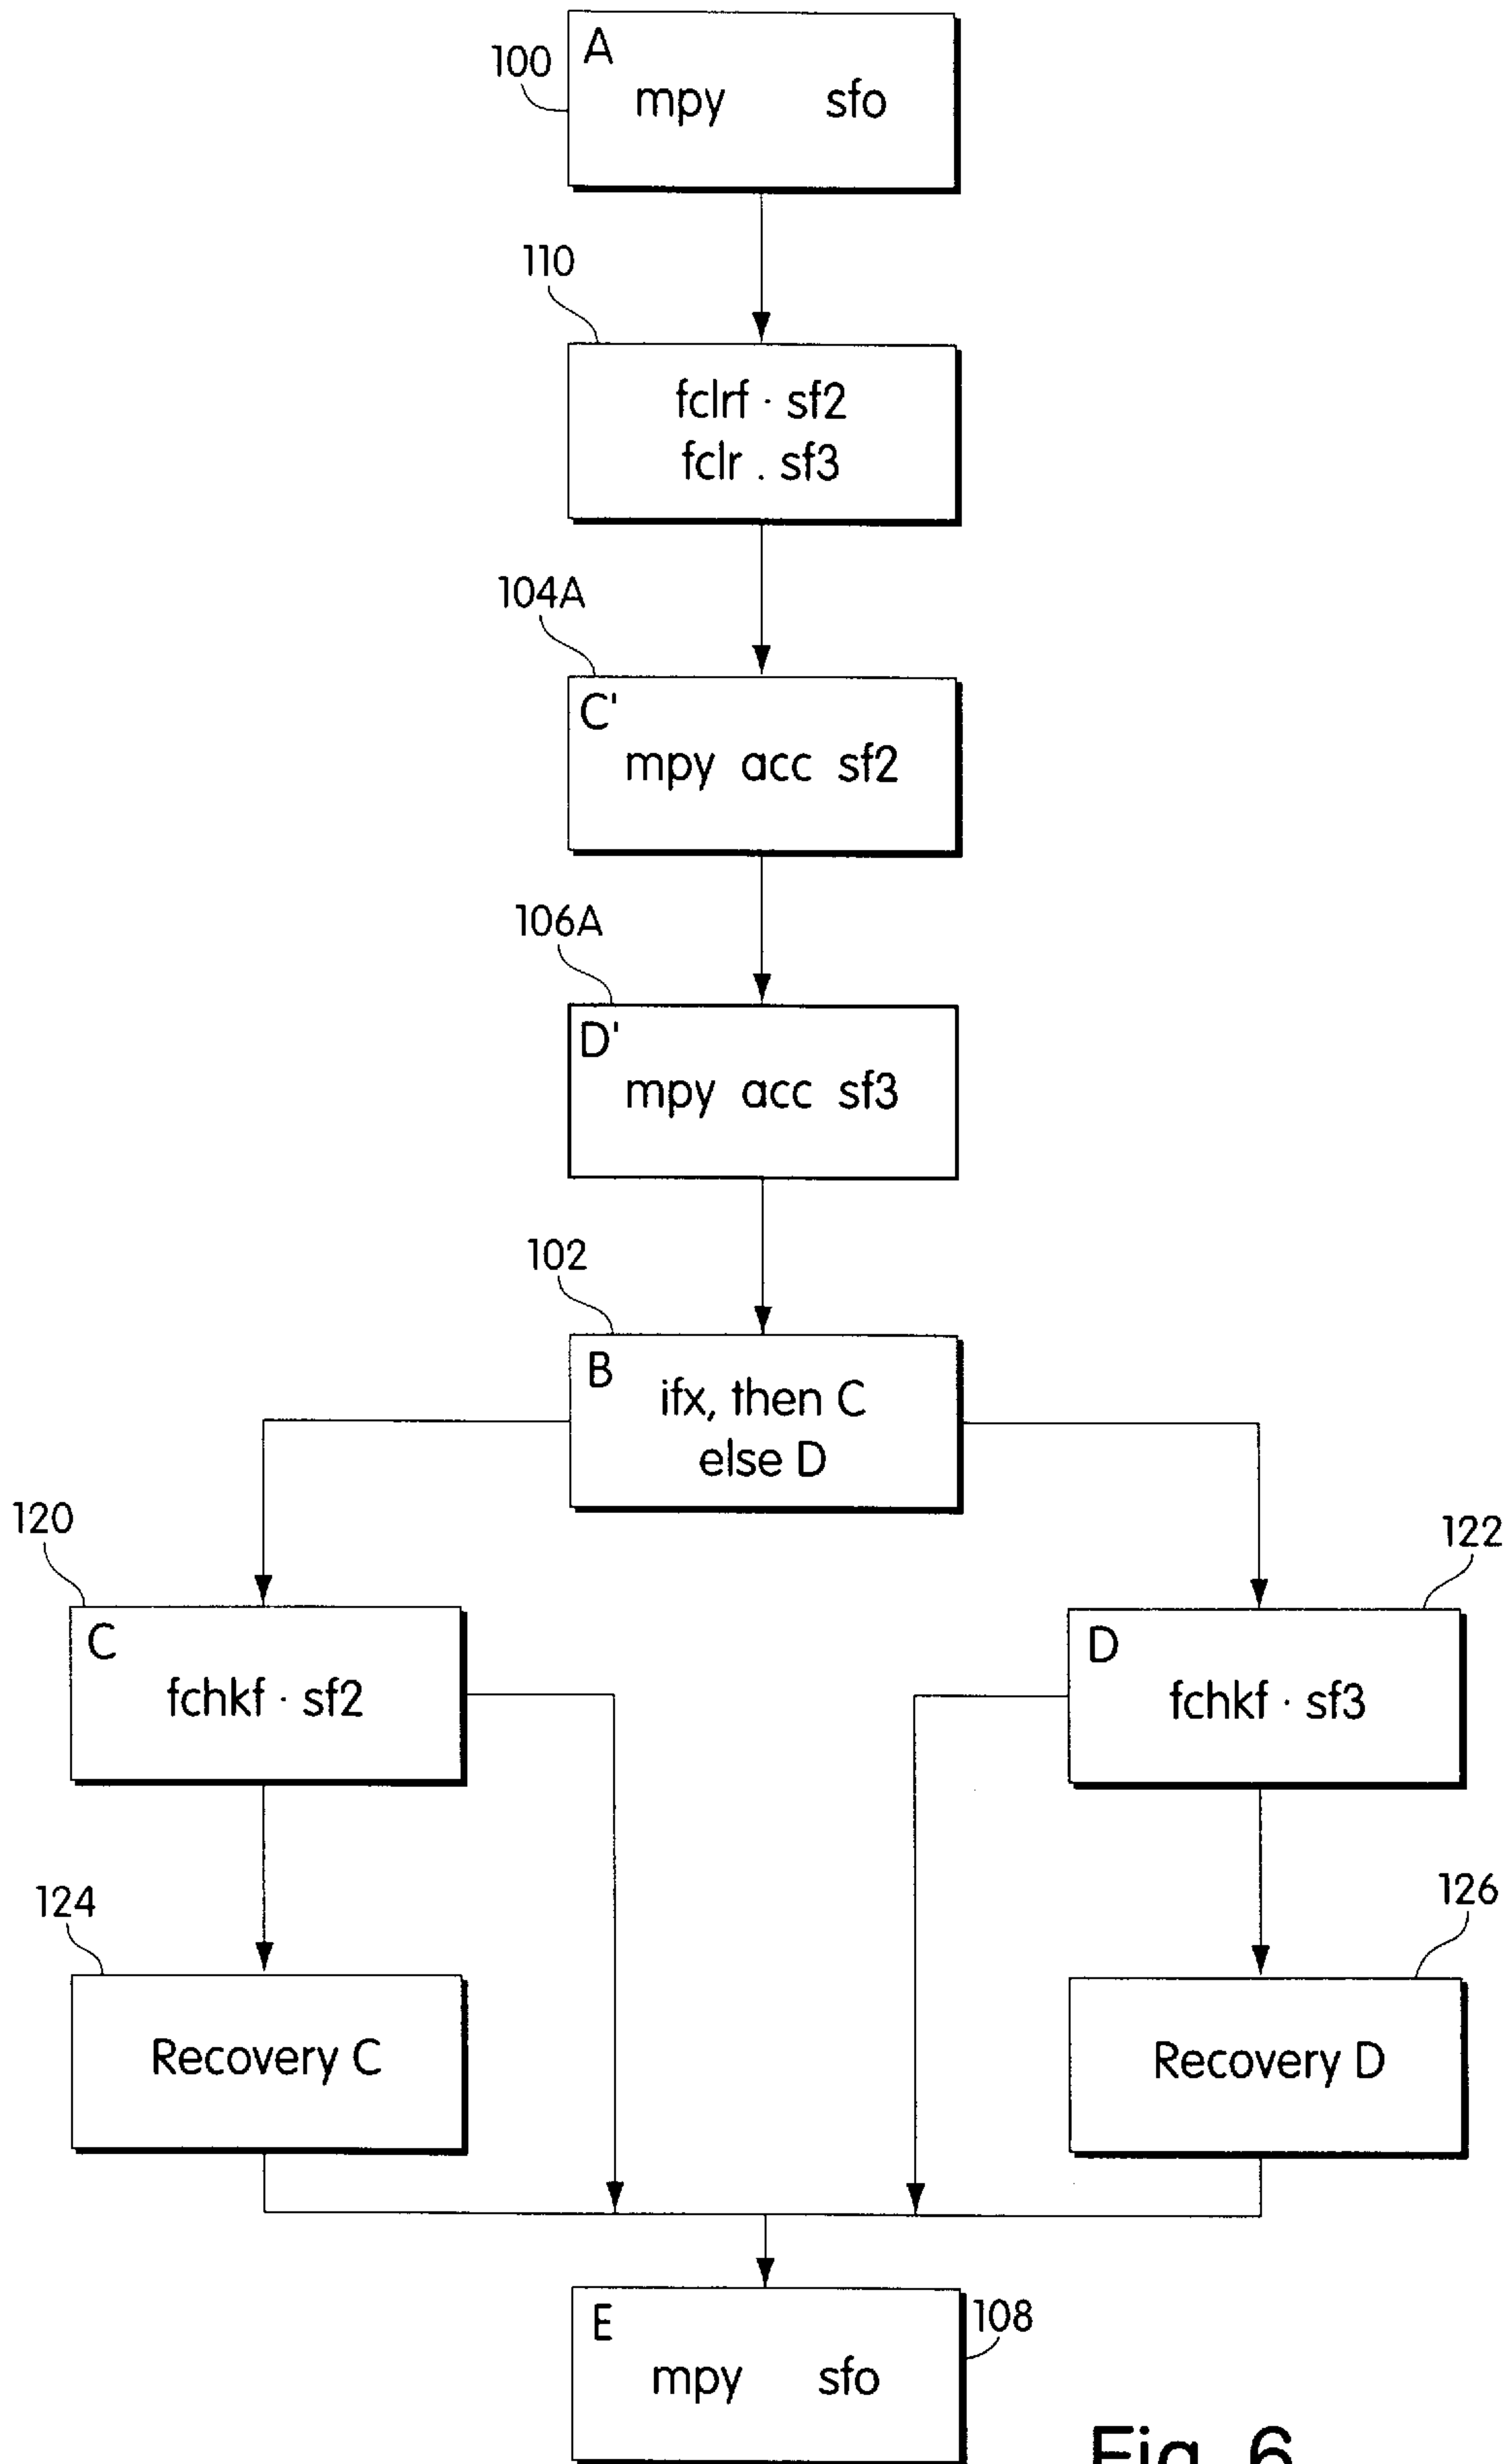 100
A
mpy sfo
110
fclrf · sf2
fclr . sf3
104A
C'
mpy acc sf2
106A
D'
mpy acc sf3
102
B
ifx, then C
else D
120
C
fchkf · sf2
122
D
fchkf · sf3
124
Recovery C
126
Recovery D
E
mpy sfo
108
Fig. 6